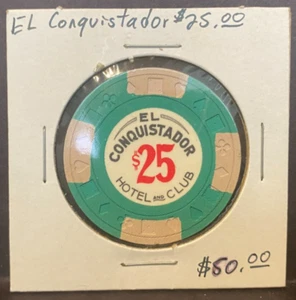 EL Conquistador $25.00
EL
CONQUISTADOR
$25
HOTEL AND CLUB
$50.00